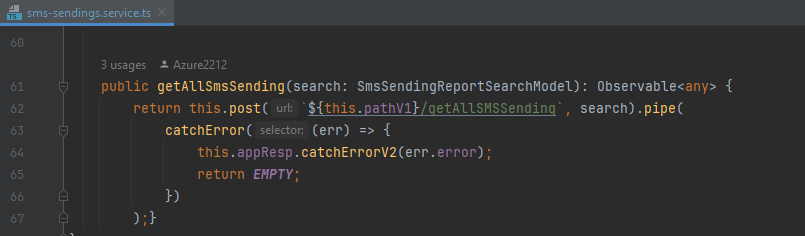 sms-sendings.service.ts
60
3 usages Azure2212
61 public getAllSmsSending(search: SmsSendingReportSearchModel): Observable<any> {
62 return this.post( url: `${this.pathV1}/getAllSMSSending`, search).pipe(
63 catchError( selector: (err) => {
64 this.appResp.catchErrorV2(err.error);
65 return EMPTY;
66 })
67 );}